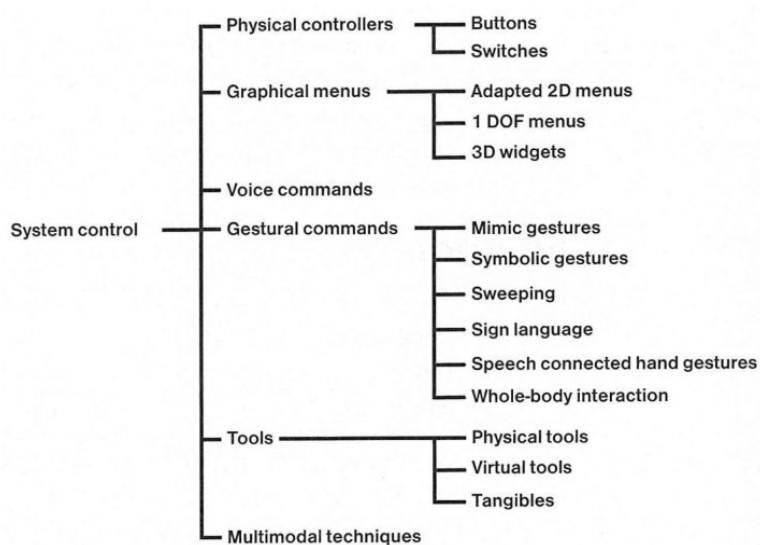 Physical controllers Buttons
Switches
Graphical menus Adapted 2D menus
1 DOF menus
3D widgets
Voice commands
System control Gestural commands Mimic gestures
Symbolic gestures
Sweeping
Sign language
Speech connected hand gestures
Whole-body interaction
Tools Physical tools
Virtual tools
Tangibles
Multimodal techniques